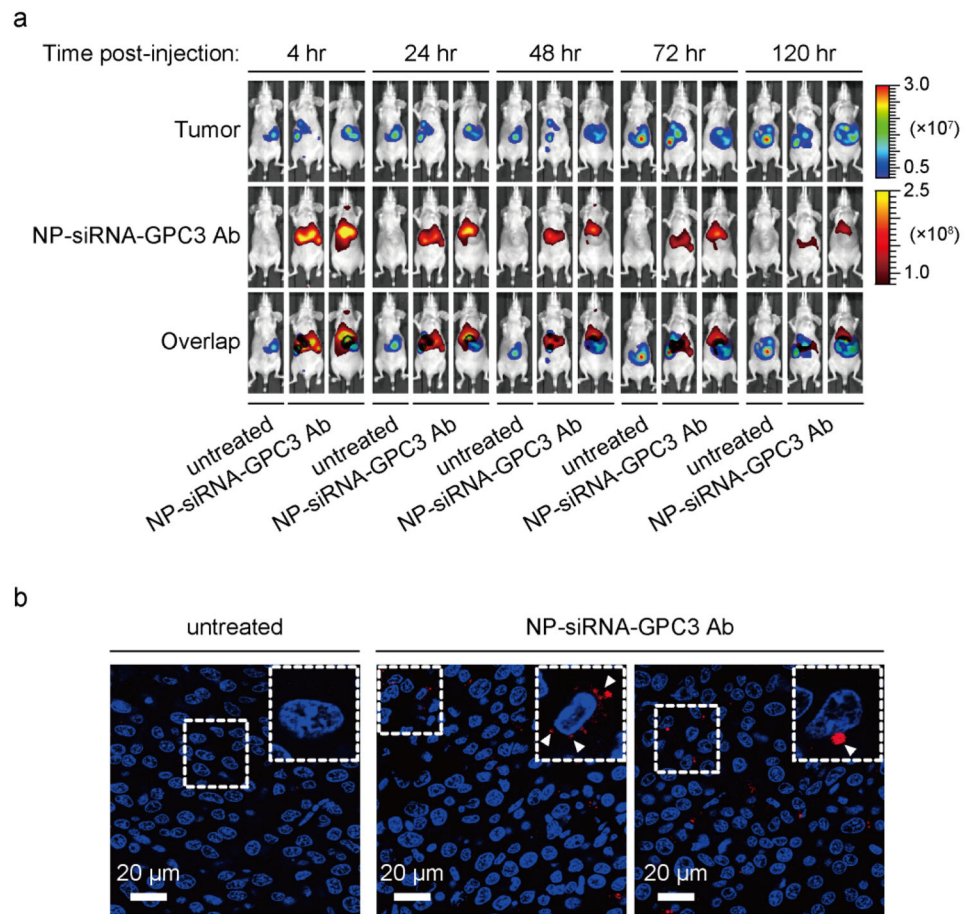 a
Time post-injection: 4 hr 24 hr 48 hr 72 hr 120 hr
Tumor
3.0
(×10⁷)
0.5
NP-siRNA-GPC3 Ab
2.5
(×10⁸)
1.0
Overlap
untreated
NP-siRNA-GPC3 Ab
untreated
NP-siRNA-GPC3 Ab
untreated
NP-siRNA-GPC3 Ab
untreated
NP-siRNA-GPC3 Ab
untreated
NP-siRNA-GPC3 Ab
b
untreated NP-siRNA-GPC3 Ab
20 µm 20 µm 20 µm